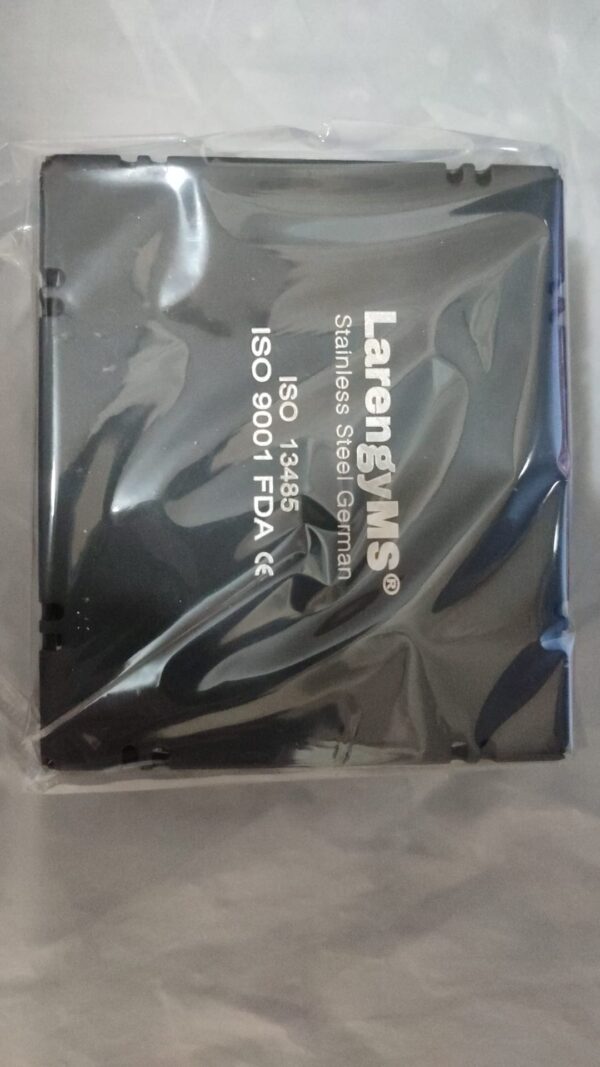 LarengyMS®
Stainless Steel German
ISO 13485
ISO 9001 FDA CE